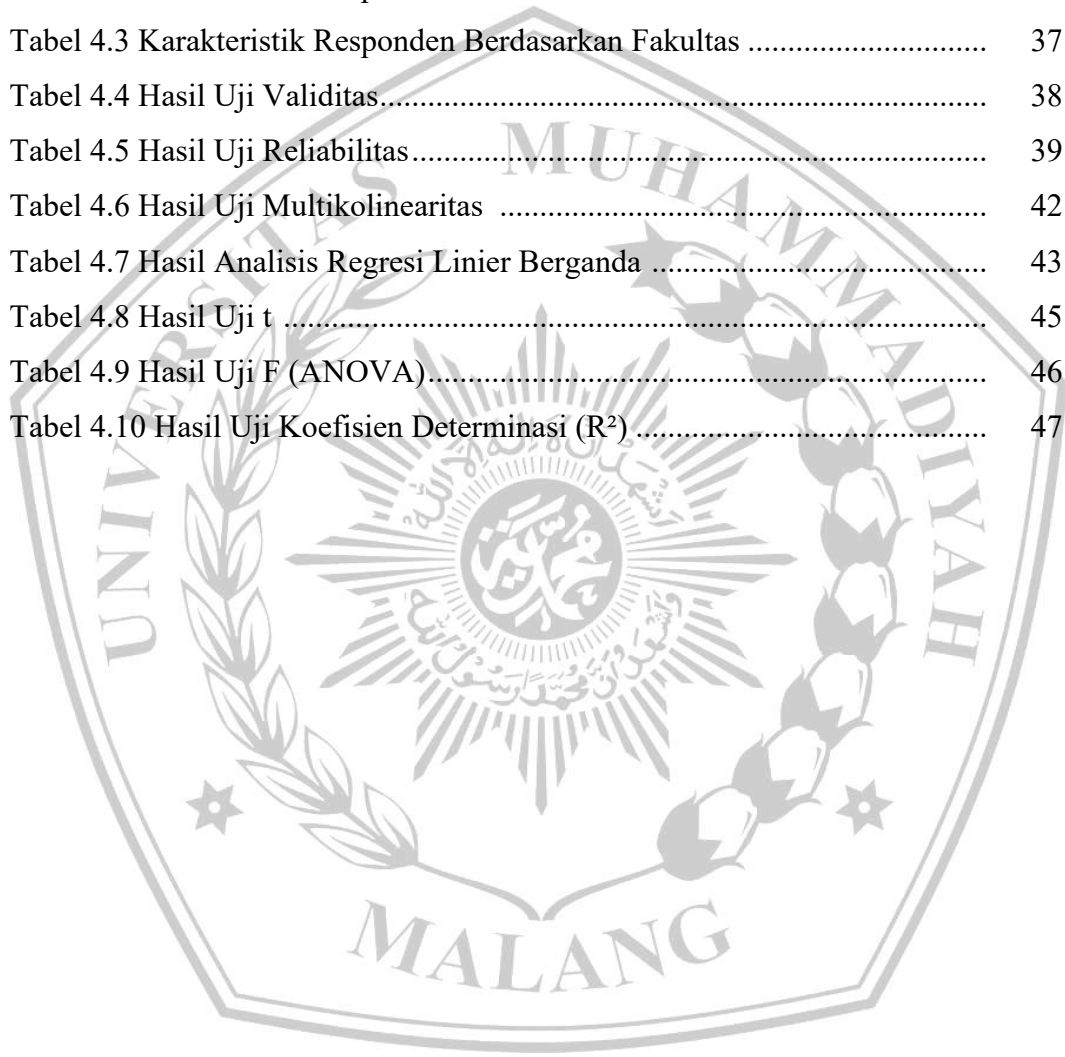 Tabel 4.3 Karakteristik Responden Berdasarkan Fakultas .............................. 37
Tabel 4.4 Hasil Uji Validitas............................................................................ 38
Tabel 4.5 Hasil Uji Reliabilitas........................................................................ 39
Tabel 4.6 Hasil Uji Multikolinearitas ............................................................. 42
Tabel 4.7 Hasil Analisis Regresi Linier Berganda .......................................... 43
Tabel 4.8 Hasil Uji t ........................................................................................ 45
Tabel 4.9 Hasil Uji F (ANOVA)...................................................................... 46
Tabel 4.10 Hasil Uji Koefisien Determinasi (R²) ............................................ 47
UNIVERSITAS MUHAMMADIYAH
MALANG